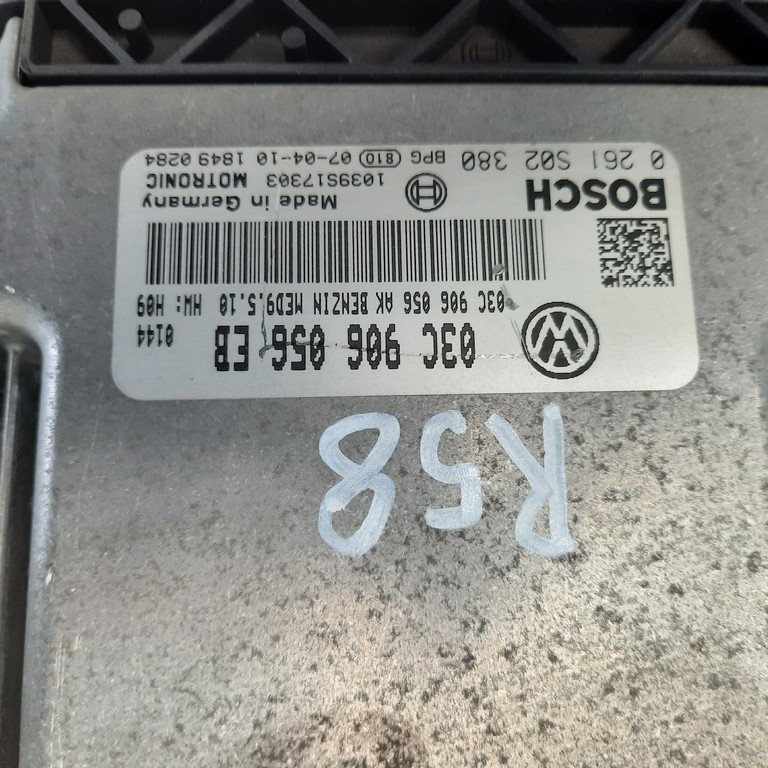 R58
03C 906 056 EB 0144
03C 906 056 AK BENZIN MED9.5.10 HW: H09
BOSCH Made in Germany
1039S17303 MOTRONIC
0 261 S02 380 BPG 810 07-04-10 1849 0284